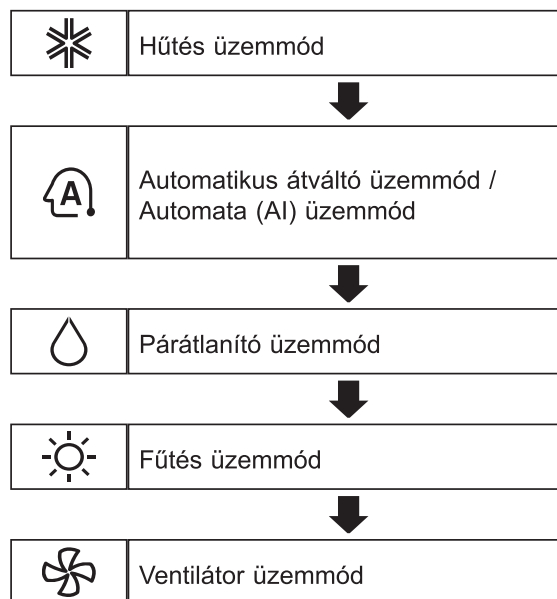 Hűtés üzemmód
A
Automatikus átváltó üzemmód /
Automata (AI) üzemmód
Párátlanító üzemmód
Fűtés üzemmód
Ventilátor üzemmód